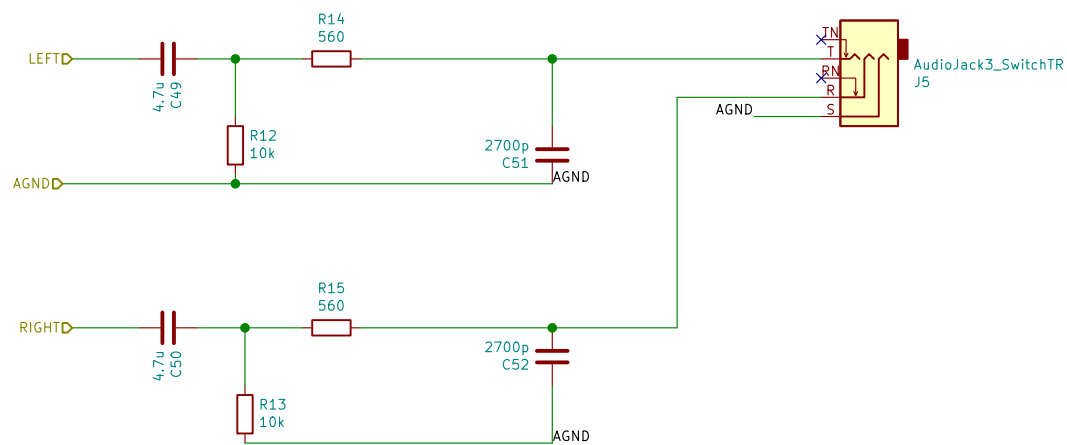 R14
560
LEFT
4.7u
C49
R12
10k
2700p
C51
AGND
AGND
TN
T
RN
R
S
AGND
AudioJack3_SwitchTR
J5
R15
560
RIGHT
4.7u
C50
2700p
C52
R13
10k
AGND